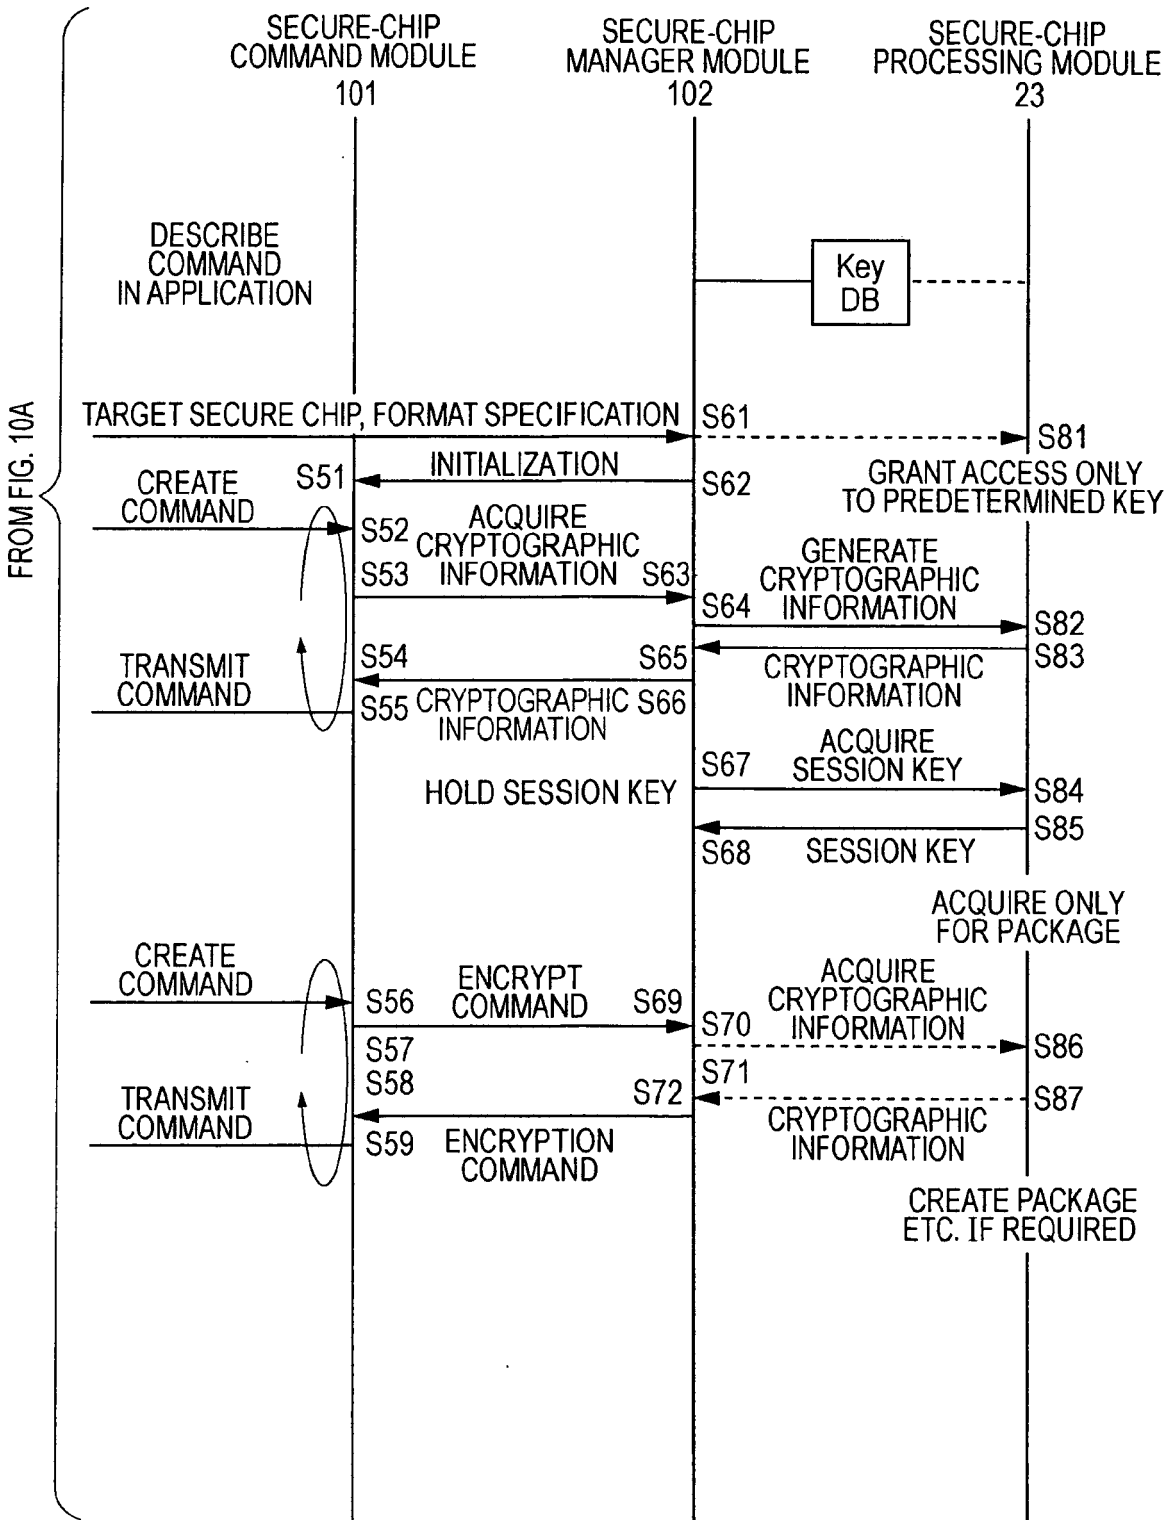 SECURE-CHIP
COMMAND MODULE
101
SECURE-CHIP
MANAGER MODULE
102
SECURE-CHIP
PROCESSING MODULE
23
FROM FIG. 10A
DESCRIBE
COMMAND
IN APPLICATION
Key
DB
TARGET SECURE CHIP, FORMAT SPECIFICATION
S61
S81
S51
INITIALIZATION
S62
GRANT ACCESS ONLY
TO PREDETERMINED KEY
CREATE
COMMAND
S52
ACQUIRE
CRYPTOGRAPHIC
INFORMATION
S53
S63
GENERATE
CRYPTOGRAPHIC
INFORMATION
S64
S82
S83
TRANSMIT
COMMAND
S54
S65
CRYPTOGRAPHIC
INFORMATION
S55
CRYPTOGRAPHIC
INFORMATION
S66
ACQUIRE
SESSION KEY
S67
HOLD SESSION KEY
S84
S85
S68
SESSION KEY
ACQUIRE ONLY
FOR PACKAGE
CREATE
COMMAND
S56
ENCRYPT
COMMAND
S69
ACQUIRE
CRYPTOGRAPHIC
INFORMATION
S70
S86
S57
S58
S71
S72
S87
TRANSMIT
COMMAND
CRYPTOGRAPHIC
INFORMATION
S59
ENCRYPTION
COMMAND
CREATE PACKAGE
ETC. IF REQUIRED